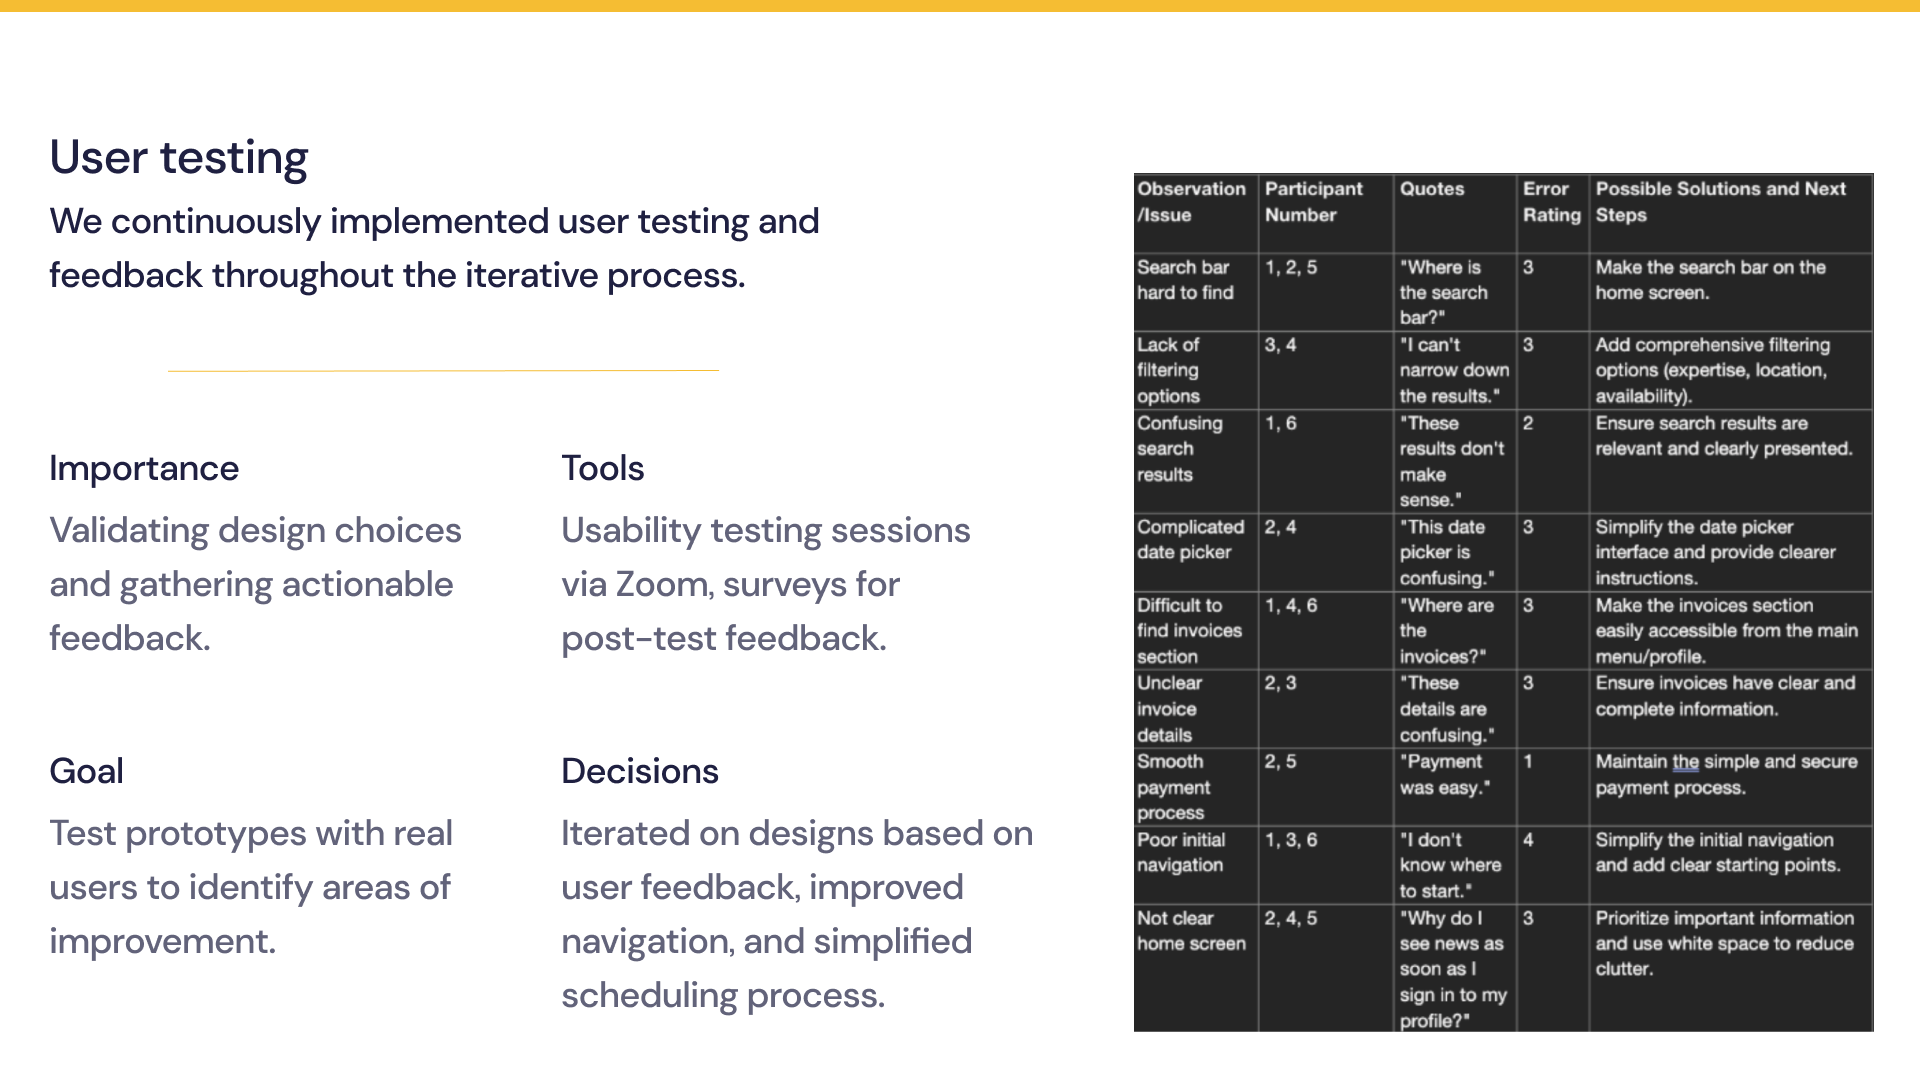 User testing
We continuously implemented user testing and
feedback throughout the iterative process.
Importance
Validating design choices
and gathering actionable
feedback.
Tools
Usability testing sessions
via Zoom, surveys for
post-test feedback.
Goal
Test prototypes with real
users to identify areas of
improvement.
Decisions
Iterated on designs based on
user feedback, improved
navigation, and simplified
scheduling process.
Observation
/Issue
Participant
Number
Quotes
Error
Rating
Possible Solutions and Next
Steps
Search bar
hard to find
1, 2, 5
"Where is
the search
bar?"
3
Make the search bar on the
home screen.
Lack of
filtering
options
3, 4
"I can't
narrow down
the results."
3
Add comprehensive filtering
options (expertise, location,
availability).
Confusing
search
results
1, 6
"These
results don't
make
sense."
2
Ensure search results are
relevant and clearly presented.
Complicated
date picker
2, 4
"This date
picker is
confusing."
3
Simplify the date picker
interface and provide clearer
instructions.
Difficult to
find invoices
section
1, 4, 6
"Where are
the
invoices?"
3
Make the invoices section
easily accessible from the main
menu/profile.
Unclear
invoice
details
2, 3
"These
details are
confusing."
3
Ensure invoices have clear and
complete information.
Smooth
payment
process
2, 5
"Payment
was easy."
1
Maintain the simple and secure
payment process.
Poor initial
navigation
1, 3, 6
"I don't
know where
to start."
4
Simplify the initial navigation
and add clear starting points.
Not clear
home screen
2, 4, 5
"Why do I
see news as
soon as I
sign in to my
profile?"
3
Prioritize important information
and use white space to reduce
clutter.